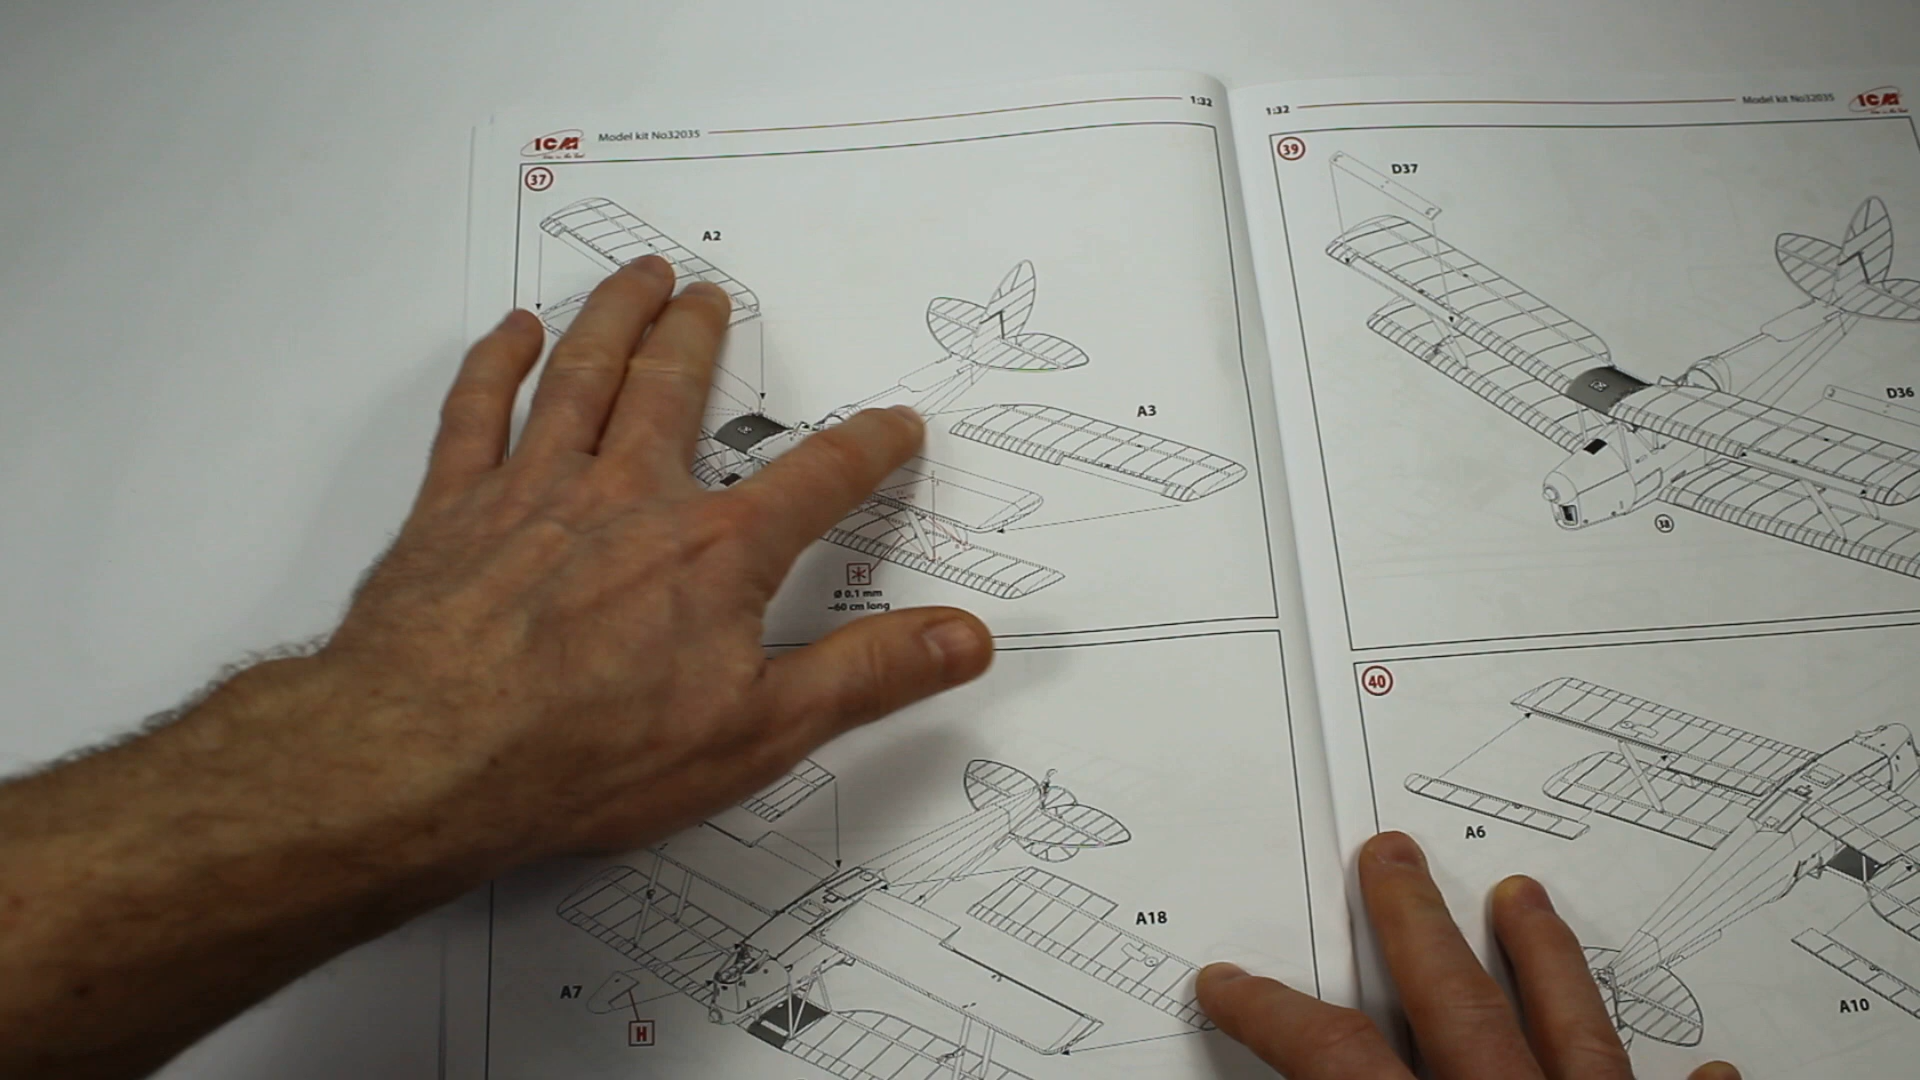 ICM Model kit No32035 1:32
37
A2
A3
Ø 0.1 mm
~60 cm long
A18
A7
H
1:32 Model kit No32035 ICM
39
D37
D36
38
40
A6
A10